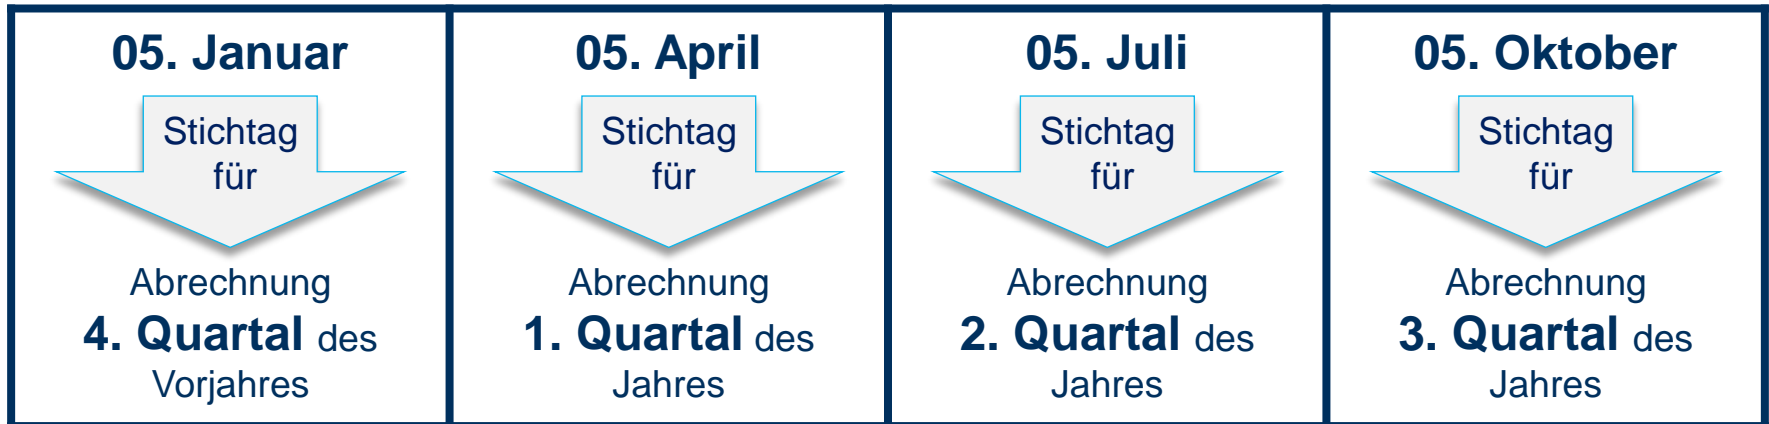 05. Januar
Stichtag
für
Abrechnung
4. Quartal des
Vorjahres
05. April
Stichtag
für
Abrechnung
1. Quartal des
Jahres
05. Juli
Stichtag
für
Abrechnung
2. Quartal des
Jahres
05. Oktober
Stichtag
für
Abrechnung
3. Quartal des
Jahres